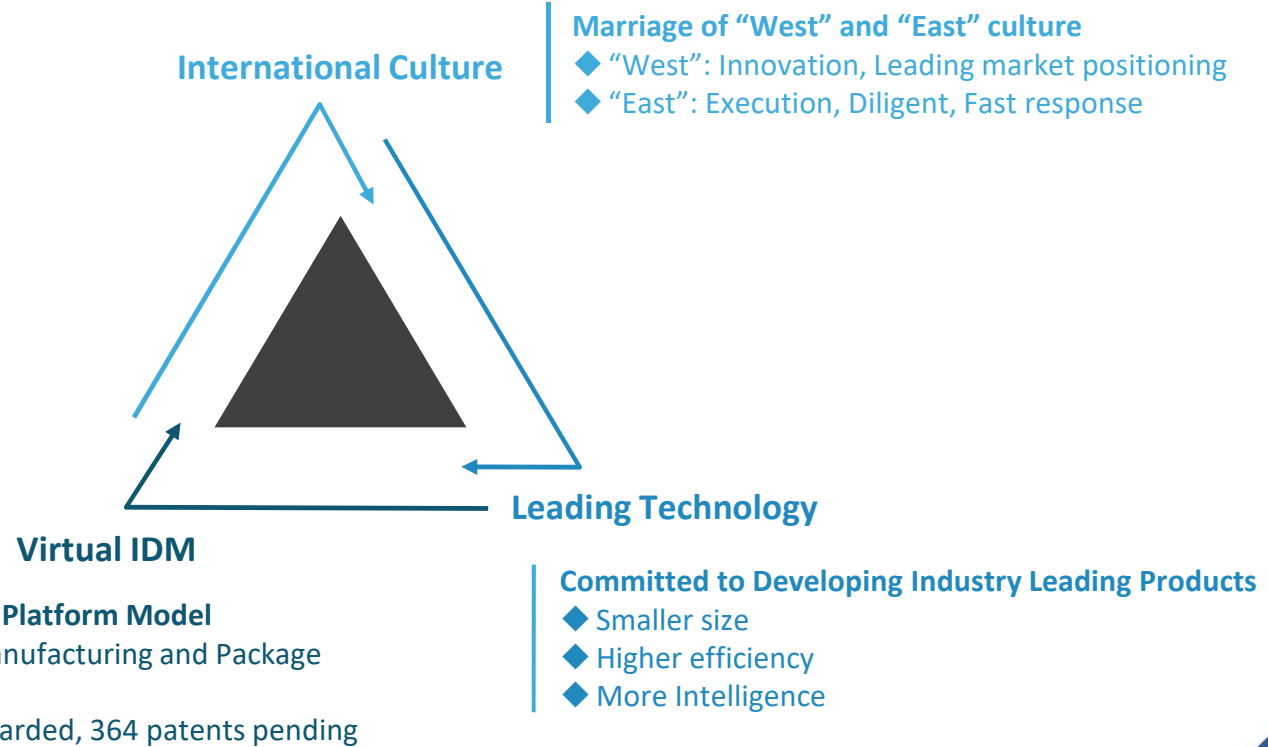 Marriage of “West” and “East” culture
International Culture
“West”: Innovation, Leading market positioning
“East”: Execution, Diligent, Fast response
Leading Technology
Virtual IDM
Committed to Developing Industry Leading Products
Smaller size
Higher efficiency
More Intelligence
Platform Model
and Package
364 patents pending